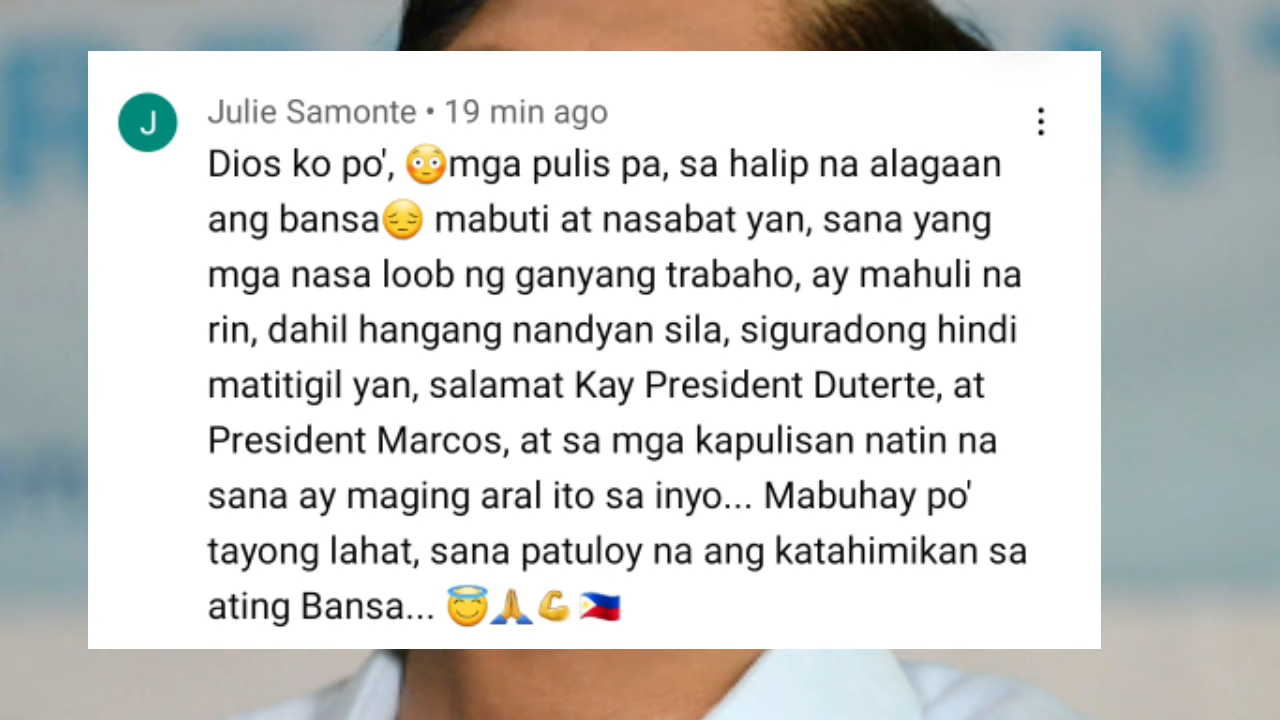 J
Julie Samonte • 19 min ago
Dios ko po', 😳mga pulis pa, sa halip na alagaan
ang bansa😔 mabuti at nasabat yan, sana yang
mga nasa loob ng ganyang trabaho, ay mahuli na
rin, dahil hangang nandyan sila, siguradong hindi
matitigil yan, salamat Kay President Duterte, at
President Marcos, at sa mga kapulisan natin na
sana ay maging aral ito sa inyo... Mabuhay po'
tayong lahat, sana patuloy na ang katahimikan sa
ating Bansa... 😇🙏💪🇵🇭